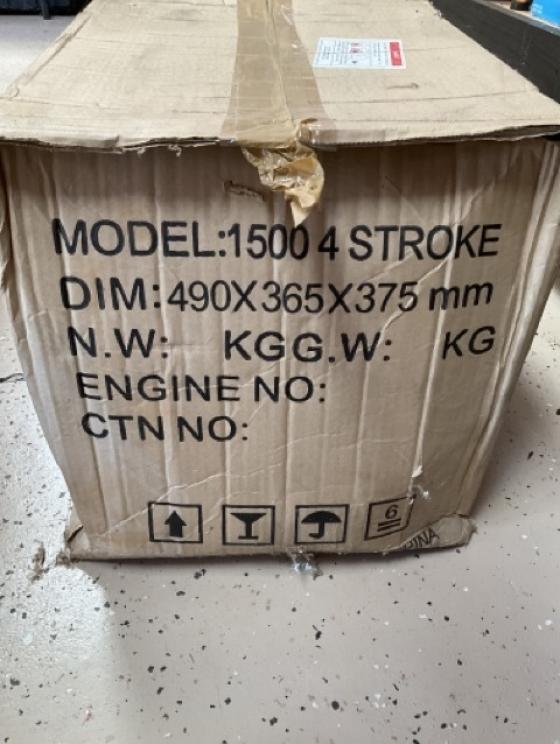 MODEL:1500 4 STROKE
DIM:490X365X375 mm
N.W: KGG.W: KG
ENGINE NO:
CTN NO:
6